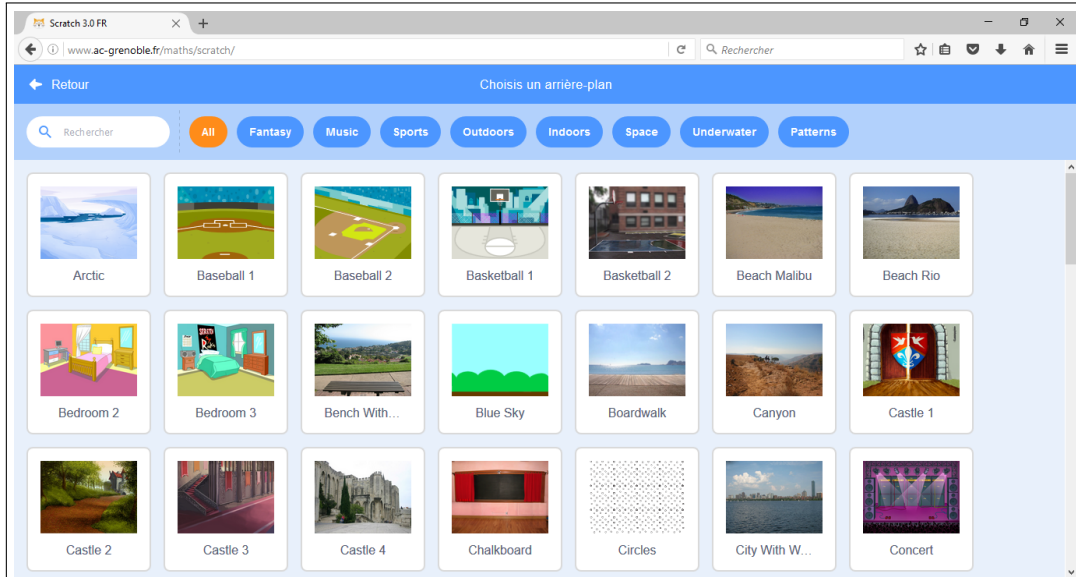 Scratch 3.0 FR
www.ac-grenoble.fr/maths/scratch/
Rechercher
Retour
Choisis un arrière-plan
Rechercher
All
Fantasy
Music
Sports
Outdoors
Indoors
Space
Underwater
Patterns
Arctic
Baseball 1
Baseball 2
Basketball 1
Basketball 2
Beach Malibu
Beach Rio
Bedroom 2
Bedroom 3
Bench With...
Blue Sky
Boardwalk
Canyon
Castle 1
Castle 2
Castle 3
Castle 4
Chalkboard
Circles
City With W...
Concert